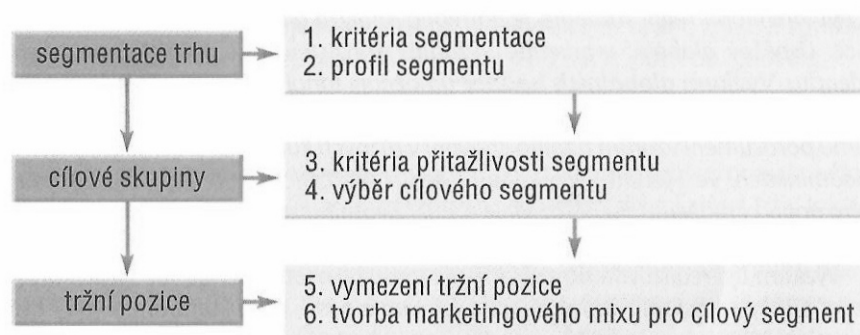 segmentace trhu
1. kritéria segmentace
2. profil segmentu
cílové skupiny
3. kritéria přitažlivosti segmentu
4. výběr cílového segmentu
tržní pozice
5. vymezení tržní pozice
6. tvorba marketingového mixu pro cílový segment